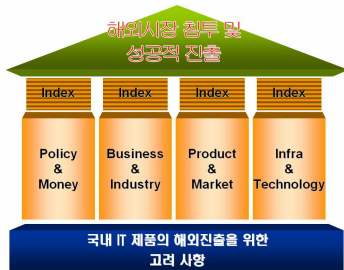 해외시장 침투 및
성공적 진출
Index
Index
Index
Index
Policy
&
Money
Business
&
Industry
Product
&
Market
Infra
&
Technology
국내 IT 제품의 해외진출을 위한
고려 사항